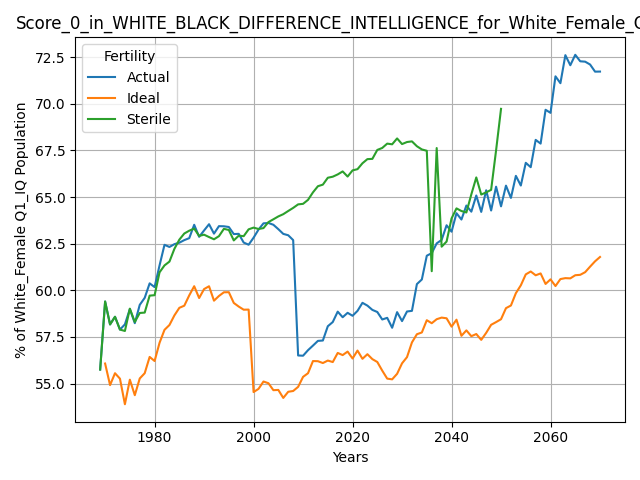 Score_0_in_WHITE_BLACK_DIFFERENCE_INTELLIGENCE_for_White_Female_
Fertility
Actual
Ideal
Sterile
% of White_Female Q1_IQ Population
72.5
70.0
67.5
65.0
62.5
60.0
57.5
55.0
1980
2000
2020
2040
2060
Years